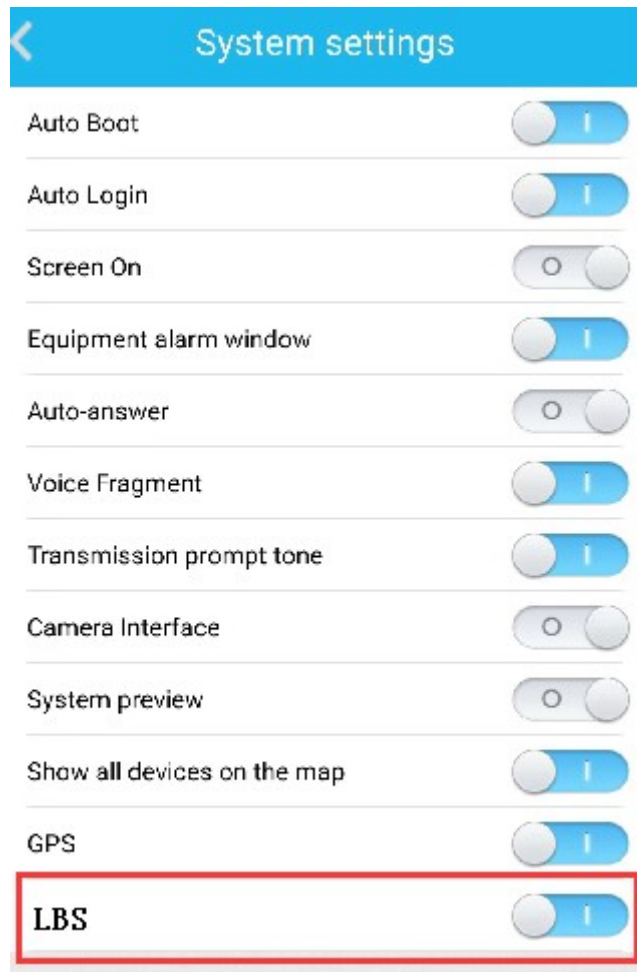 System settings
Auto Boot
Auto Login
Screen On
Equipment alarm window
Auto-answer
Voice Fragment
Transmission prompt tone
Camera Interface
System preview
Show all devices on the map
GPS
LBS